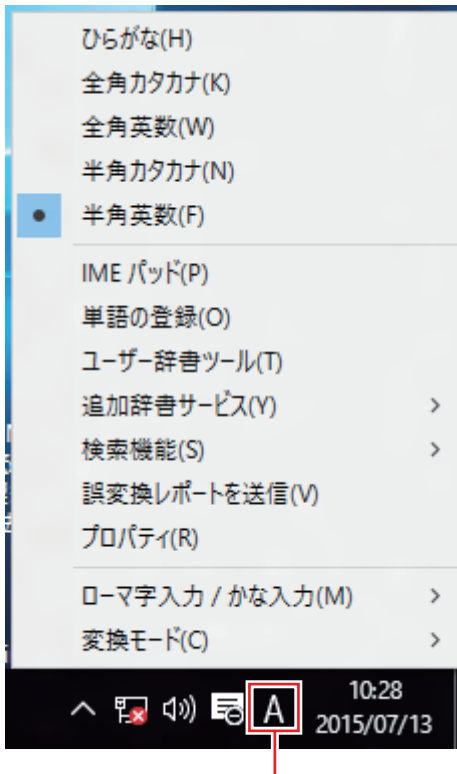 ひらがな(H)
全角カタカナ(K)
全角英数(W)
半角カタカナ(N)
半角英数(F)
IME パッド(P)
単語の登録(O)
ユーザー辞書ツール(T)
追加辞書サービス(Y)
検索機能(S)
誤変換レポートを送信(V)
プロパティ(R)
ローマ字入力 / かな入力(M)
変換モード(C)
A
10:28
2015/07/13